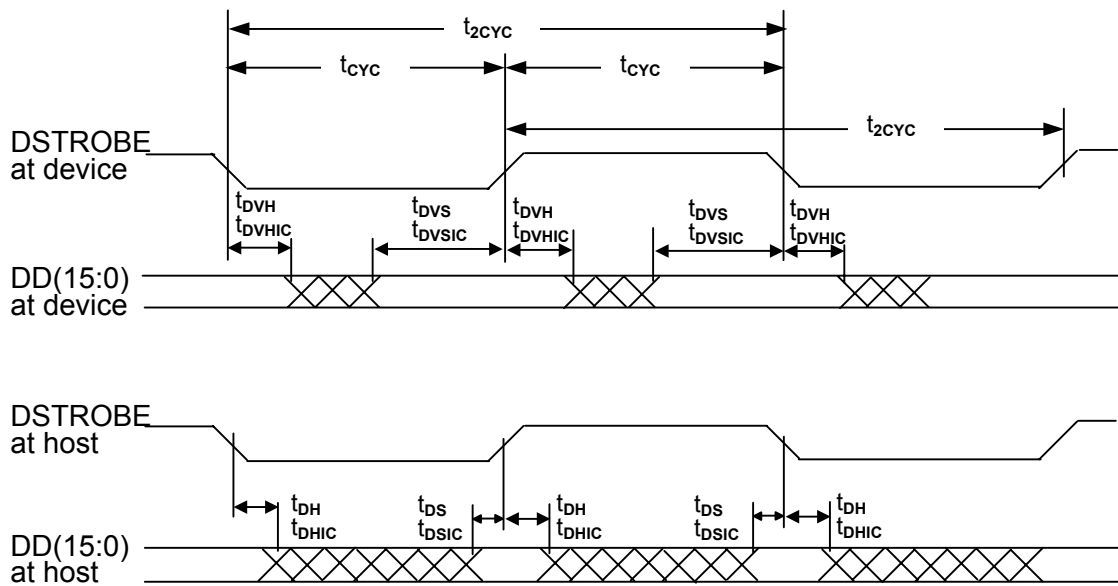 t2CYC
tCYC tCYC
t2CYC
DSTROBE
at device
tDVH tDVS tDVH tDVS tDVH
tDVHIC tDVSIC tDVHIC tDVSIC tDVHIC
DD(15:0)
at device
DSTROBE
at host
tDH tDS tDH tDS tDH
tDHIC tDSIC tDHIC tDSIC tDHIC
DD(15:0)
at host